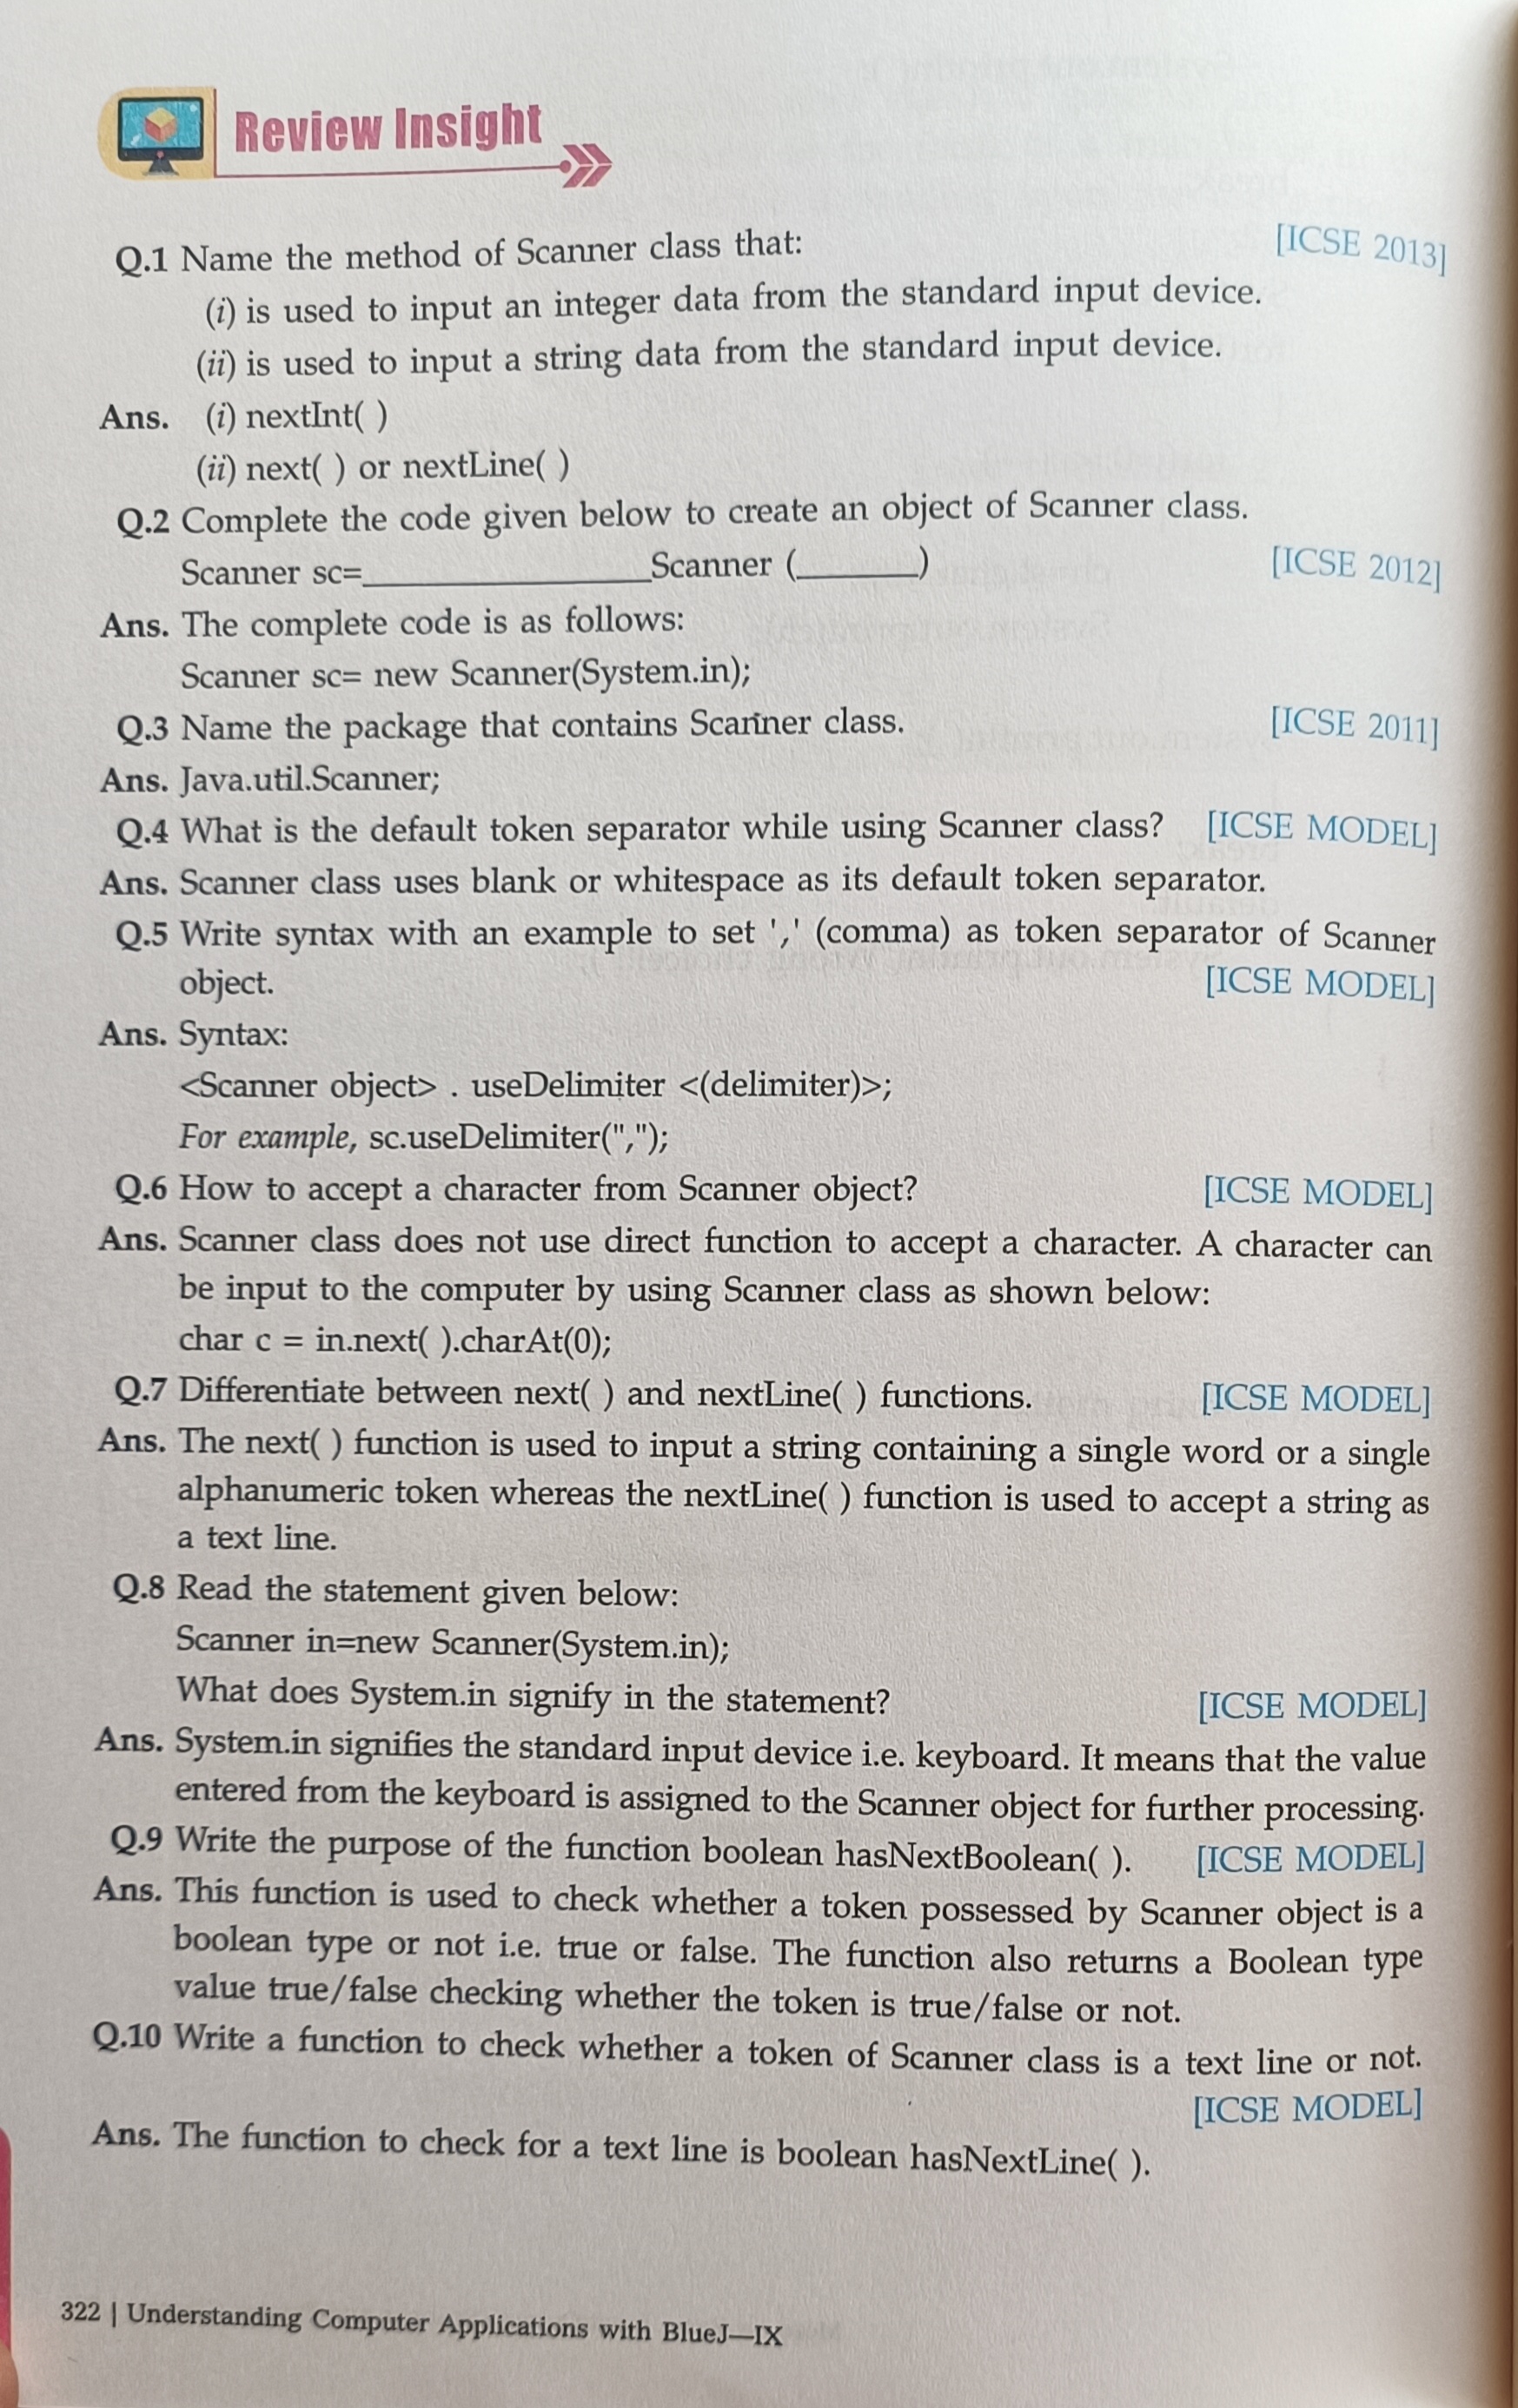 Review Insight
Q.1 Name the method of Scanner class that: [ICSE 2013]
(i) is used to input an integer data from the standard input device.
(ii) is used to input a string data from the standard input device.
Ans. (i) nextInt( )
(ii) next( ) or nextLine( )
Q.2 Complete the code given below to create an object of Scanner class.
Scanner sc=_______________Scanner (_______) [ICSE 2012]
Ans. The complete code is as follows:
Scanner sc= new Scanner(System.in);
Q.3 Name the package that contains Scanner class. [ICSE 2011]
Ans. Java.util.Scanner;
Q.4 What is the default token separator while using Scanner class? [ICSE MODEL]
Ans. Scanner class uses blank or whitespace as its default token separator.
Q.5 Write syntax with an example to set ',' (comma) as token separator of Scanner
object. [ICSE MODEL]
Ans. Syntax:
<Scanner object> . useDelimiter <(delimiter)>;
For example, sc.useDelimiter(",");
Q.6 How to accept a character from Scanner object? [ICSE MODEL]
Ans. Scanner class does not use direct function to accept a character. A character can
be input to the computer by using Scanner class as shown below:
char c = in.next( ).charAt(0);
Q.7 Differentiate between next( ) and nextLine( ) functions. [ICSE MODEL]
Ans. The next( ) function is used to input a string containing a single word or a single
alphanumeric token whereas the nextLine( ) function is used to accept a string as
a text line.
Q.8 Read the statement given below:
Scanner in=new Scanner(System.in);
What does System.in signify in the statement? [ICSE MODEL]
Ans. System.in signifies the standard input device i.e. keyboard. It means that the value
entered from the keyboard is assigned to the Scanner object for further processing.
Q.9 Write the purpose of the function boolean hasNextBoolean( ). [ICSE MODEL]
Ans. This function is used to check whether a token possessed by Scanner object is a
boolean type or not i.e. true or false. The function also returns a Boolean type
value true/false checking whether the token is true/false or not.
Q.10 Write a function to check whether a token of Scanner class is a text line or not.
[ICSE MODEL]
Ans. The function to check for a text line is boolean hasNextLine( ).
322 | Understanding Computer Applications with BlueJ—IX